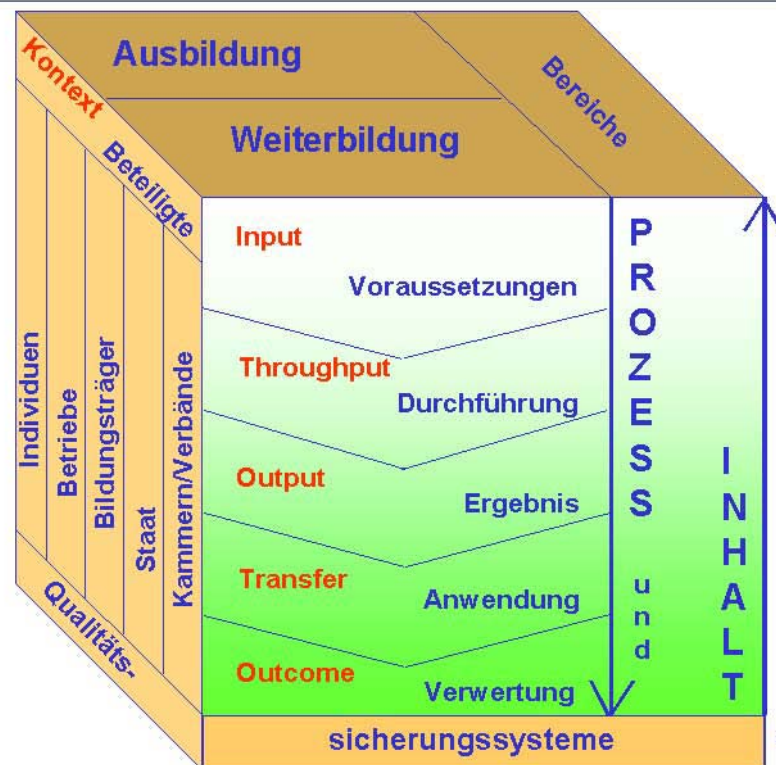 Ausbildung
Weiterbildung
Bereiche
Kontext
Beteiligte
Individuen
Betriebe
Bildungsträger
Staat
Kammern/Verbände
Qualitäts-
sicherungssysteme
Input
Voraussetzungen
Throughput
Durchführung
Output
Ergebnis
Transfer
Anwendung
Outcome
Verwertung
PROZESS und
INHALT